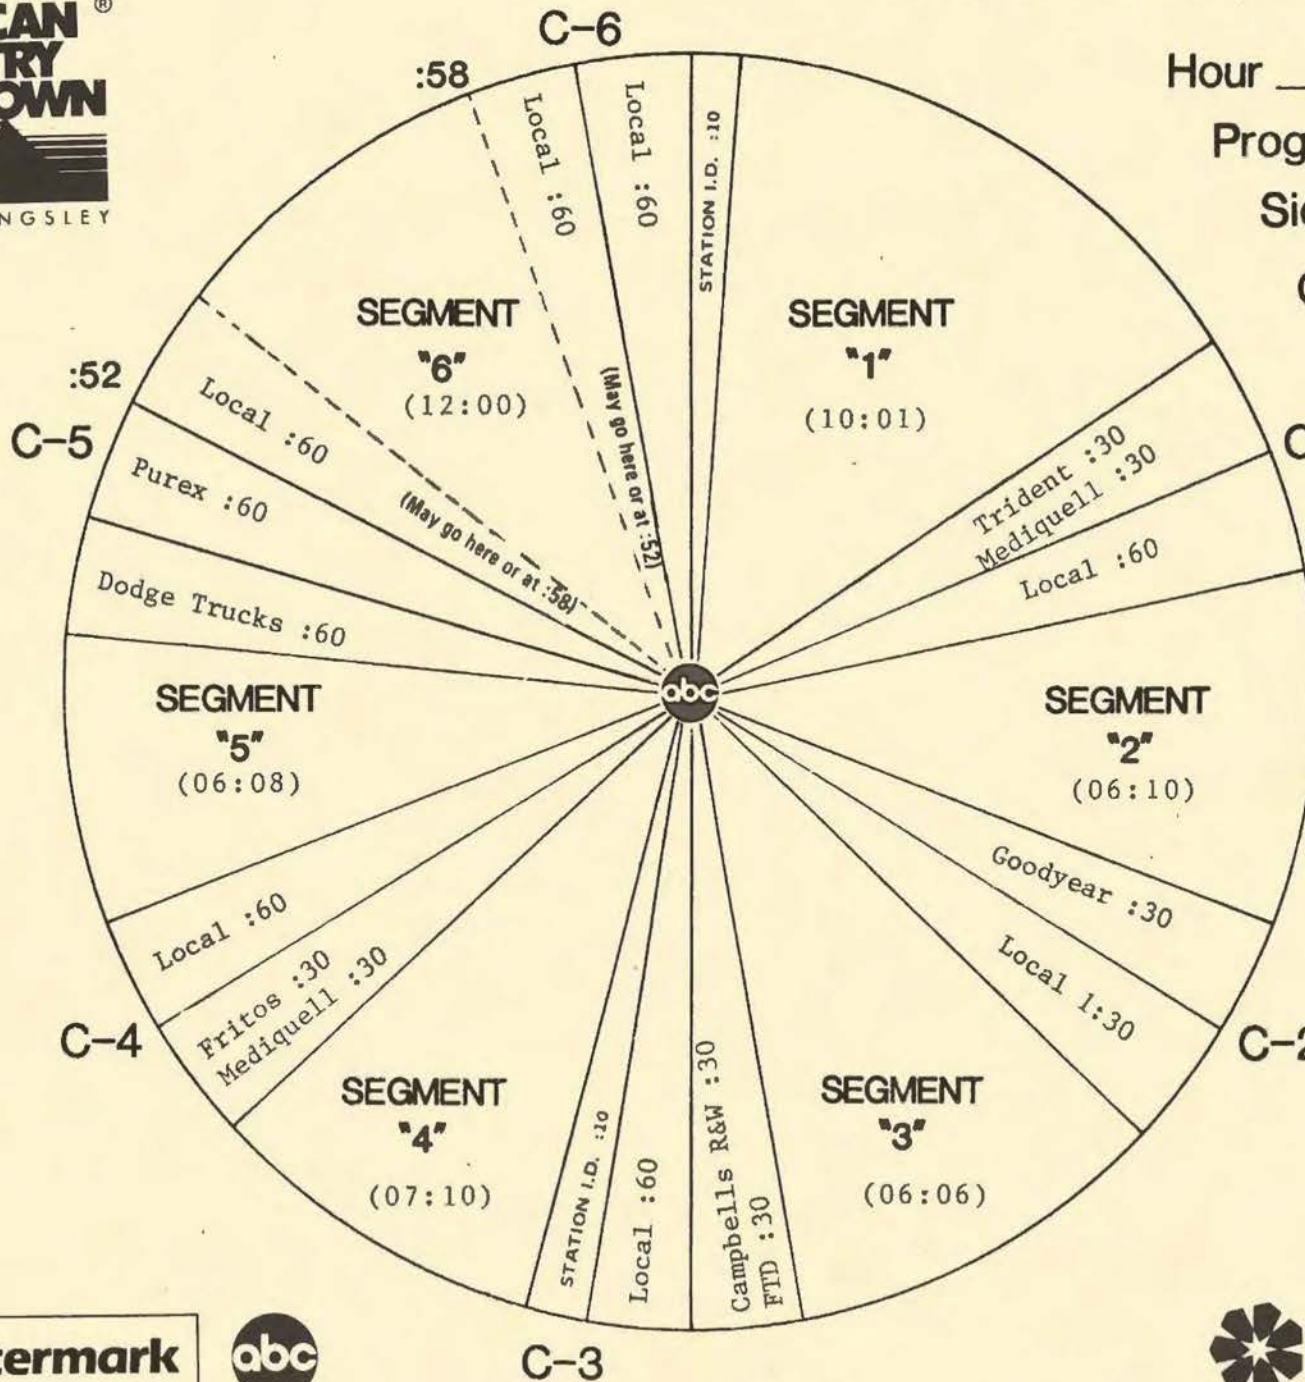 C-6
®
CAN
TRY
OWN
NGSLEY
:58
Hour
Prog
Local :60
Local :60
STATION I.D. :10
SEGMENT
"6"
(12:00)
(May go here or at :52)
SEGMENT
"1"
(10:01)
:52
C-5
Local :60
(May go here or at :58)
Purex :60
Dodge Trucks :60
Trident :30
Mediquell :30
Local :60
abc
SEGMENT
"5"
(06:08)
SEGMENT
"2"
(06:10)
Goodyear :30
Local 1:30
C-2
Local :60
Fritos :30
Mediquell :30
C-4
SEGMENT
"4"
(07:10)
STATION I.D. :10
Local :60
Campbells R&W :30
FTD :30
SEGMENT
"3"
(06:06)
C-3
termark
abc